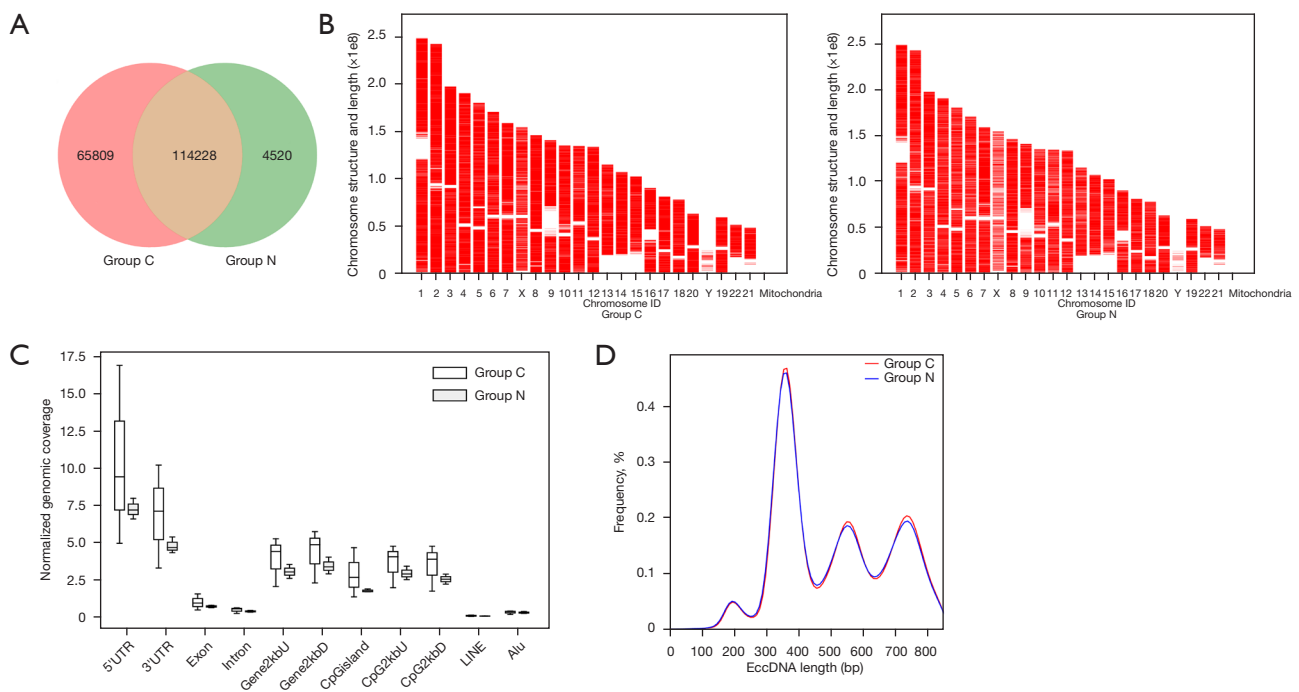 A
65809
114228
4520
Group C
Group N
B
Chromosome structure and length (×1e8)
2.5
2.0
1.5
1.0
0.5
0
1 2 3 4 5 6 7 X 8 9 10 11 12 13 14 15 16 17 18 20 Y 19 22 21 Mitochondria
Chromosome ID
Group C
Chromosome structure and length (×1e8)
2.5
2.0
1.5
1.0
0.5
0
1 2 3 4 5 6 7 X 8 9 10 11 12 13 14 15 16 17 18 20 Y 19 22 21 Mitochondria
Chromosome ID
Group N
C
Normalized genomic coverage
17.5
15.0
12.5
10.0
7.5
5.0
2.5
0
Group C
Group N
5'UTR
3'UTR
Exon
Intron
Gene2kbU
Gene2kbD
CpGisland
CpG2kbU
CpG2kbD
LINE
Alu
D
Frequency, %
0.4
0.3
0.2
0.1
0
Group C
Group N
0 100 200 300 400 500 600 700 800
EccDNA length (bp)